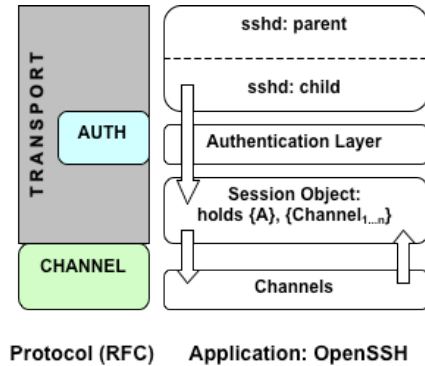 TRANSPORT
AUTH
CHANNEL
Protocol (RFC)
sshd: parent
sshd: child
Authentication Layer
Session Object:
holds {A}, {Channel1...n}
Channels
Application: OpenSSH